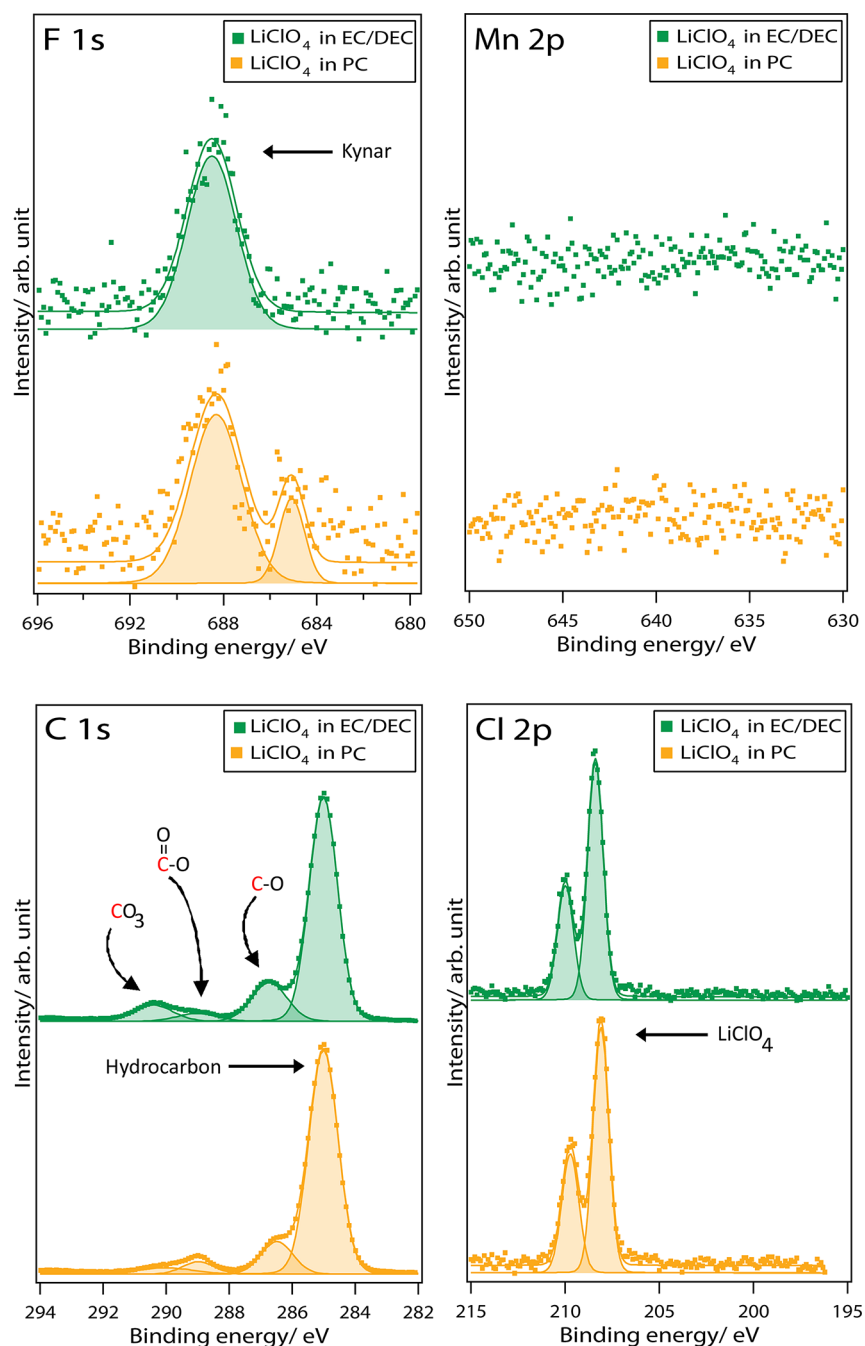 F 1s
LiClO4 in EC/DEC
LiClO4 in PC
Kynar
Intensity/ arb. unit
696 692 688 684 680
Binding energy/ eV
Mn 2p
LiClO4 in EC/DEC
LiClO4 in PC
Intensity/ arb. unit
650 645 640 635 630
Binding energy/ eV
C 1s
LiClO4 in EC/DEC
LiClO4 in PC
O
C-O
C-O
CO3
Hydrocarbon
Intensity/ arb. unit
294 292 290 288 286 284 282
Binding energy/ eV
Cl 2p
LiClO4 in EC/DEC
LiClO4 in PC
LiClO4
Intensity/ arb. unit
215 210 205 200 195
Binding energy/ eV